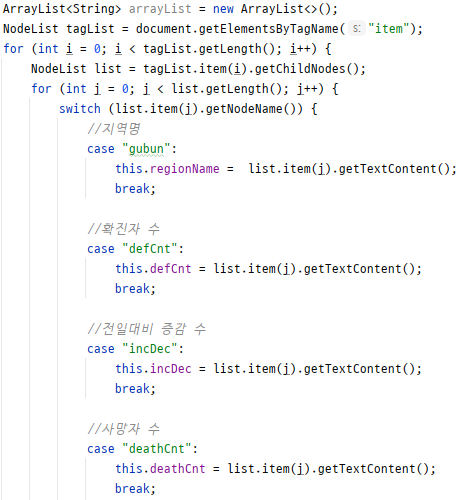 ArrayList<String> arrayList = new ArrayList<>();
NodeList tagList = document.getElementsByTagName( s: "item");
for (int i = 0; i < tagList.getLength(); i++) {
    NodeList list = tagList.item(i).getChildNodes();
    for (int j = 0; j < list.getLength(); j++) {
        switch (list.item(j).getNodeName()) {
            //지역명
            case "gubun":
                this.regionName =  list.item(j).getTextContent();
                break;
            //확진자 수
            case "defCnt":
                this.defCnt = list.item(j).getTextContent();
                break;
            //전일대비 증감 수
            case "incDec":
                this.incDec = list.item(j).getTextContent();
                break;
            //사망자 수
            case "deathCnt":
                this.deathCnt = list.item(j).getTextContent();
                break;